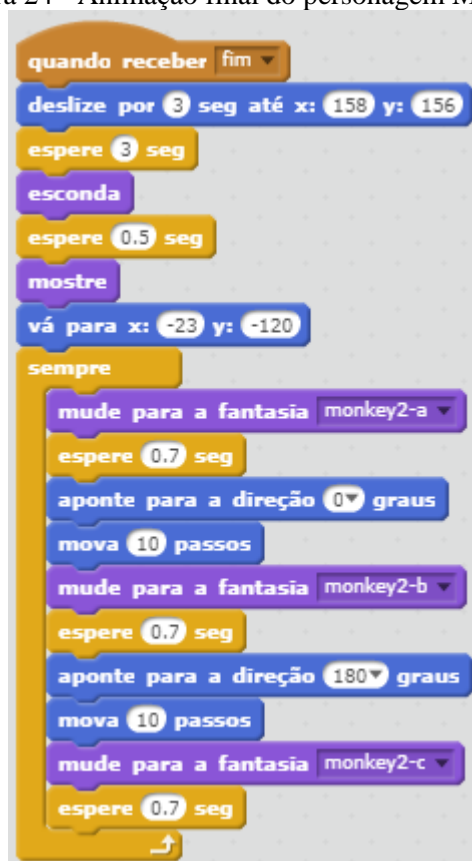 24 - Animação final do personagem M
quando receber fim
deslize por 3 seg até x: 158 y: 156
espere 3 seg
esconda
espere 0.5 seg
mostre
vá para x: -23 y: -120
sempre
mude para a fantasia monkey2-a
espere 0.7 seg
aponte para a direção 0 graus
mova 10 passos
mude para a fantasia monkey2-b
espere 0.7 seg
aponte para a direção 180 graus
mova 10 passos
mude para a fantasia monkey2-c
espere 0.7 seg